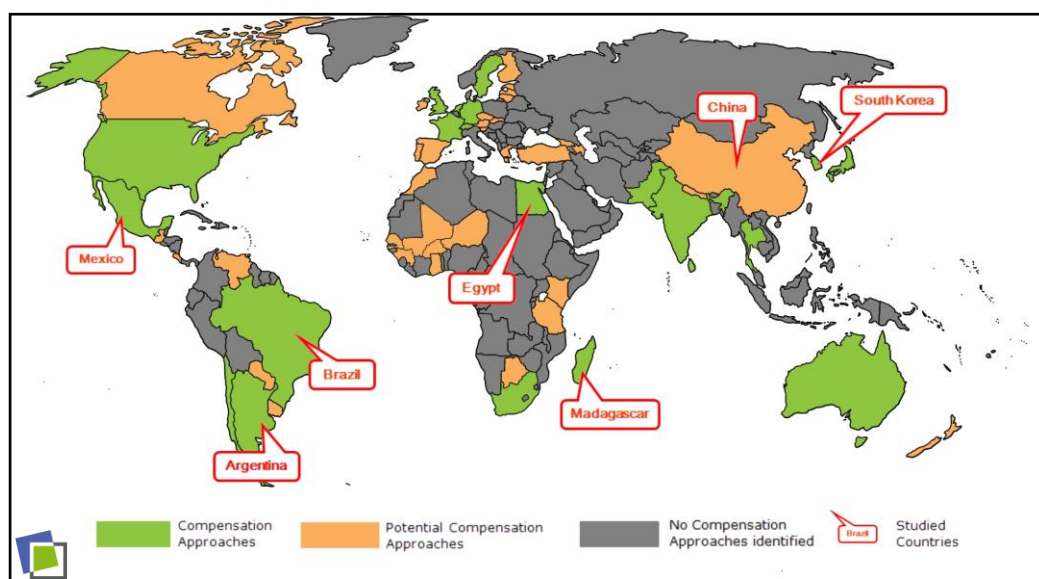 China
South Korea
Mexico
Egypt
Brazil
Madagascar
Argentina
Compensation
Approaches
Potential Compensation
Approaches
No Compensation
Approaches identified
Brazil
Studied
Countries